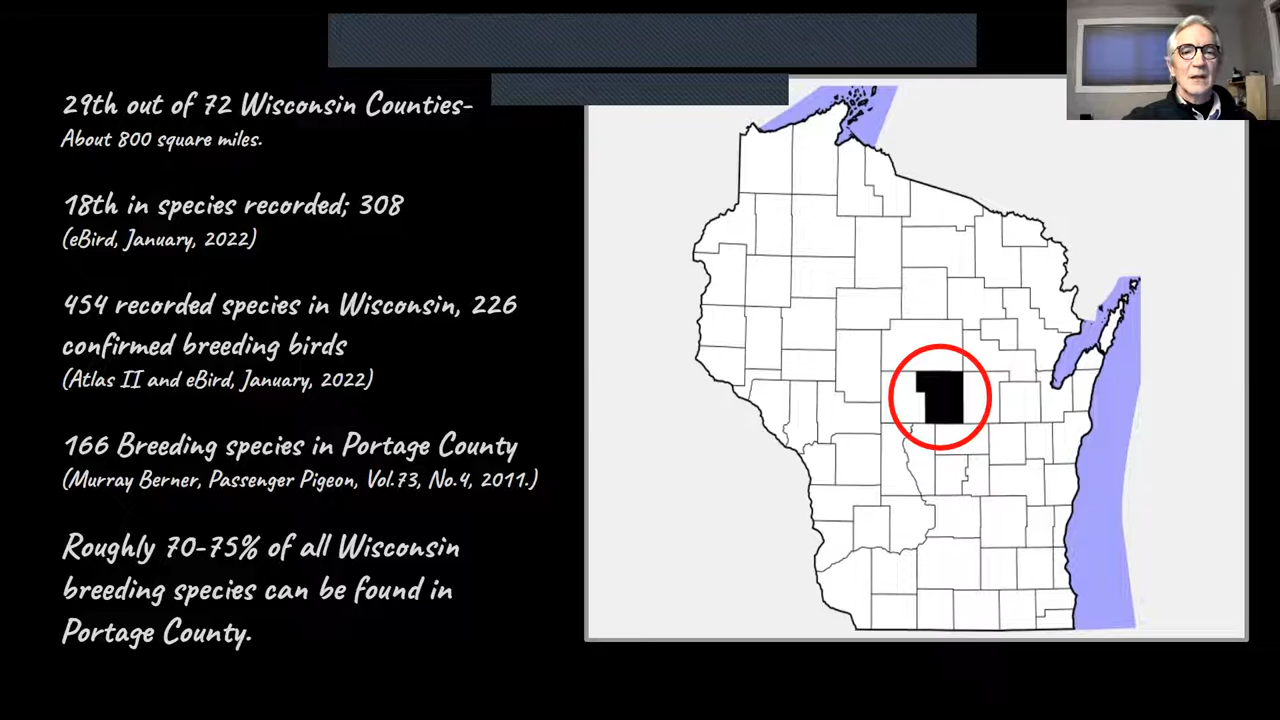 29th out of 72 Wisconsin Counties-
About 800 square miles.
18th in species recorded; 308
(eBird, January, 2022)
454 recorded species in Wisconsin, 226
confirmed breeding birds
(Atlas II and eBird, January, 2022)
166 Breeding species in Portage County
(Murray Berner, Passenger Pigeon, Vol.73, No.4, 2011.)
Roughly 70-75% of all Wisconsin
breeding species can be found in
Portage County.